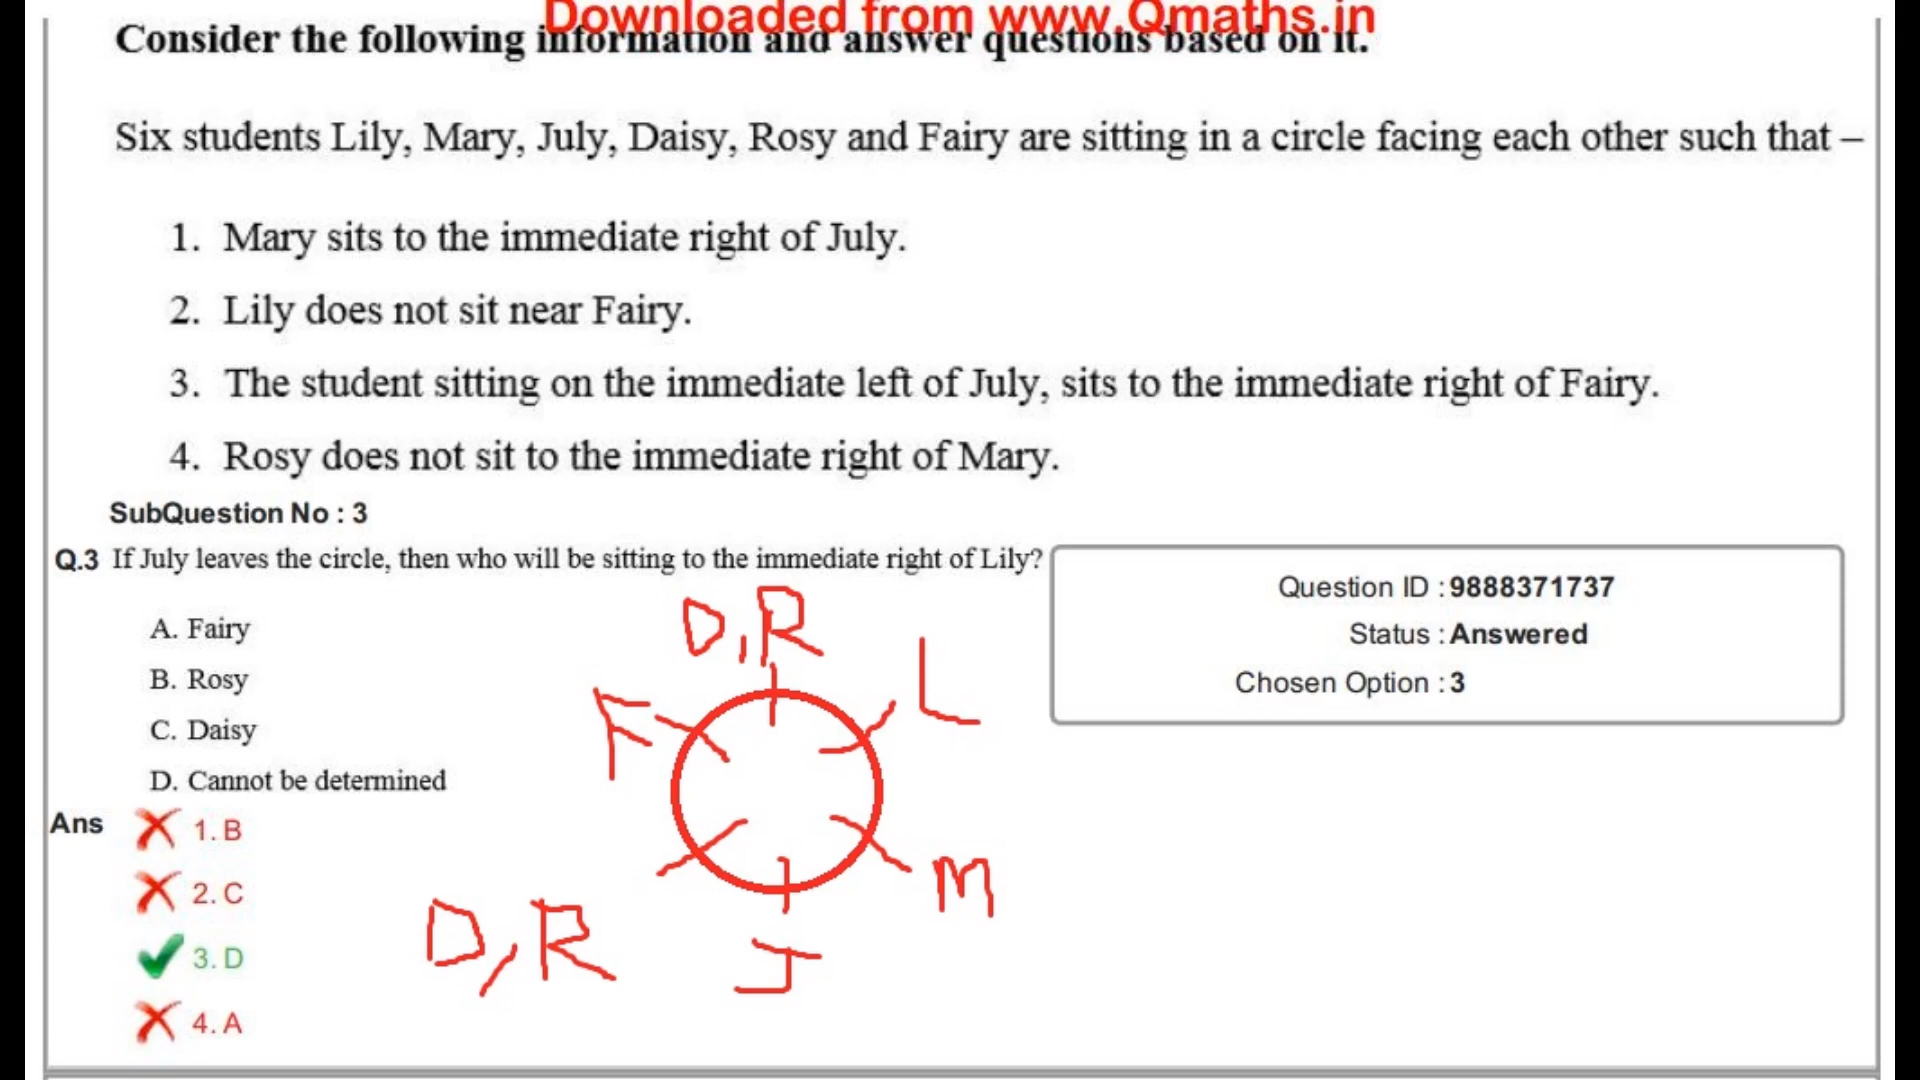 Downloaded from www.Qmaths.in
Consider the following information and answer questions based on it.
Six students Lily, Mary, July, Daisy, Rosy and Fairy are sitting in a circle facing each other such that –
1. Mary sits to the immediate right of July.
2. Lily does not sit near Fairy.
3. The student sitting on the immediate left of July, sits to the immediate right of Fairy.
4. Rosy does not sit to the immediate right of Mary.
SubQuestion No : 3
Q.3 If July leaves the circle, then who will be sitting to the immediate right of Lily?
A. Fairy
B. Rosy
C. Daisy
D. Cannot be determined
Ans
1. B
2. C
3. D
4. A
Question ID : 9888371737
Status : Answered
Chosen Option : 3
D, R
L
F
M
D, R
J